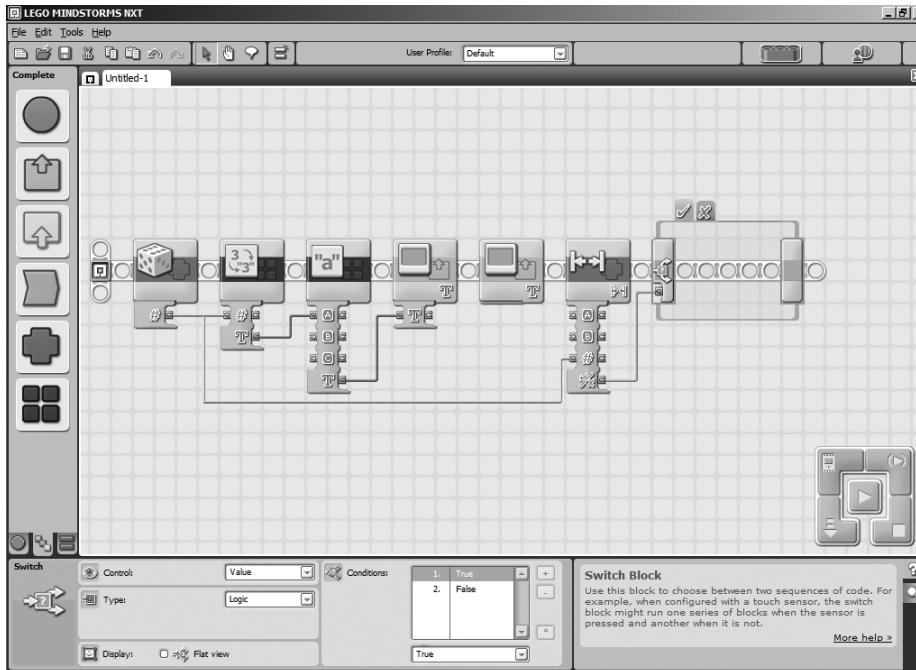 LEGO MINDSTORMS NXT
File Edit Tools Help
User Profile: Default
Complete
Untitled-1
3
"3"
"a"
# # A T A T A
T B B
C #
T
Switch
Control: Value
Type: Logic
Display: Flat view
Conditions:
1. True
2. False
+
-
*
True
Switch Block
Use this block to choose between two sequences of code. For
example, when configured with a touch sensor, the switch
block might run one series of blocks when the sensor is
pressed and another when it is not.
More help »
?